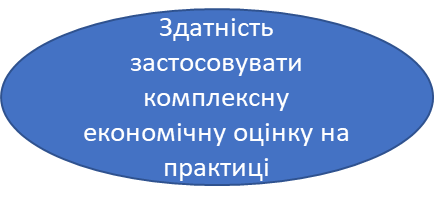 Здатність
застосовувати
комплексну
економічну оцінку на
практиці